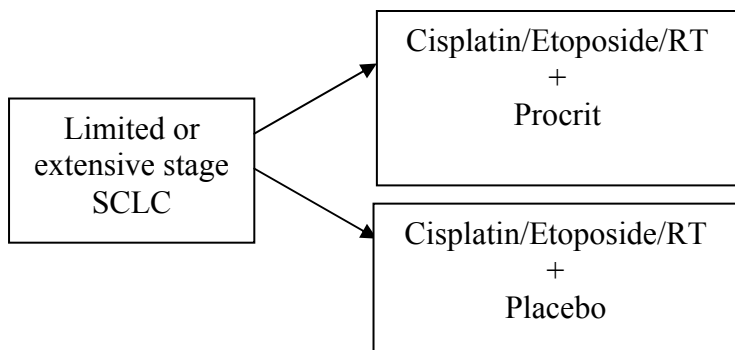 Limited or
extensive stage
SCLC
Cisplatin/Etoposide/RT
+
Procrit
Cisplatin/Etoposide/RT
+
Placebo